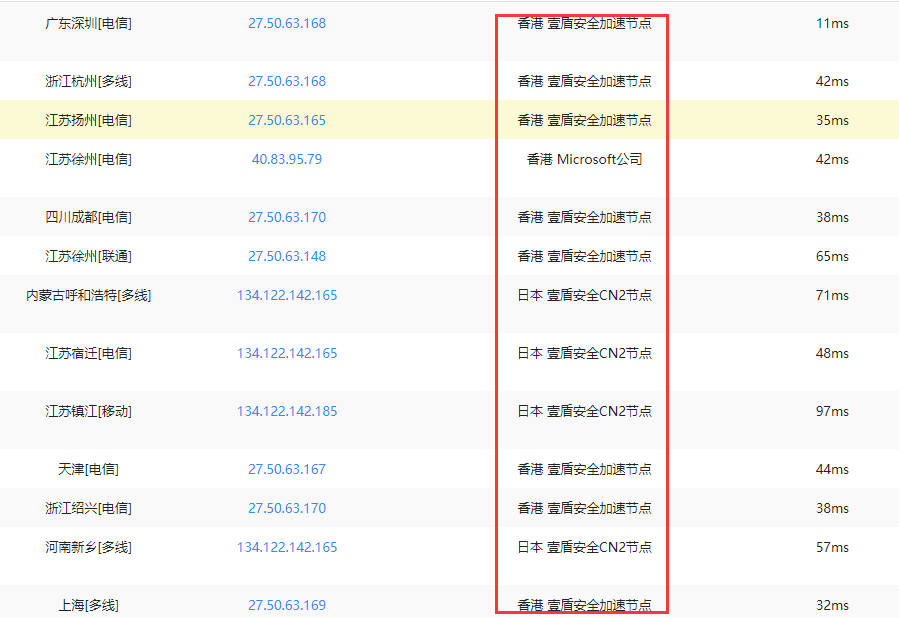 广东深圳[电信] 27.50.63.168 香港 壹盾安全加速节点 11ms
浙江杭州[多线] 27.50.63.168 香港 壹盾安全加速节点 42ms
江苏扬州[电信] 27.50.63.165 香港 壹盾安全加速节点 35ms
江苏徐州[电信] 40.83.95.79 香港 Microsoft公司 42ms
四川成都[电信] 27.50.63.170 香港 壹盾安全加速节点 38ms
江苏徐州[联通] 27.50.63.148 香港 壹盾安全加速节点 65ms
内蒙古呼和浩特[多线] 134.122.142.165 日本 壹盾安全CN2节点 71ms
江苏宿迁[电信] 134.122.142.165 日本 壹盾安全CN2节点 48ms
江苏镇江[移动] 134.122.142.185 日本 壹盾安全CN2节点 97ms
天津[电信] 27.50.63.167 香港 壹盾安全加速节点 44ms
浙江绍兴[电信] 27.50.63.170 香港 壹盾安全加速节点 38ms
河南新乡[多线] 134.122.142.165 日本 壹盾安全CN2节点 57ms
上海[多线] 27.50.63.169 香港 壹盾安全加速节点 32ms